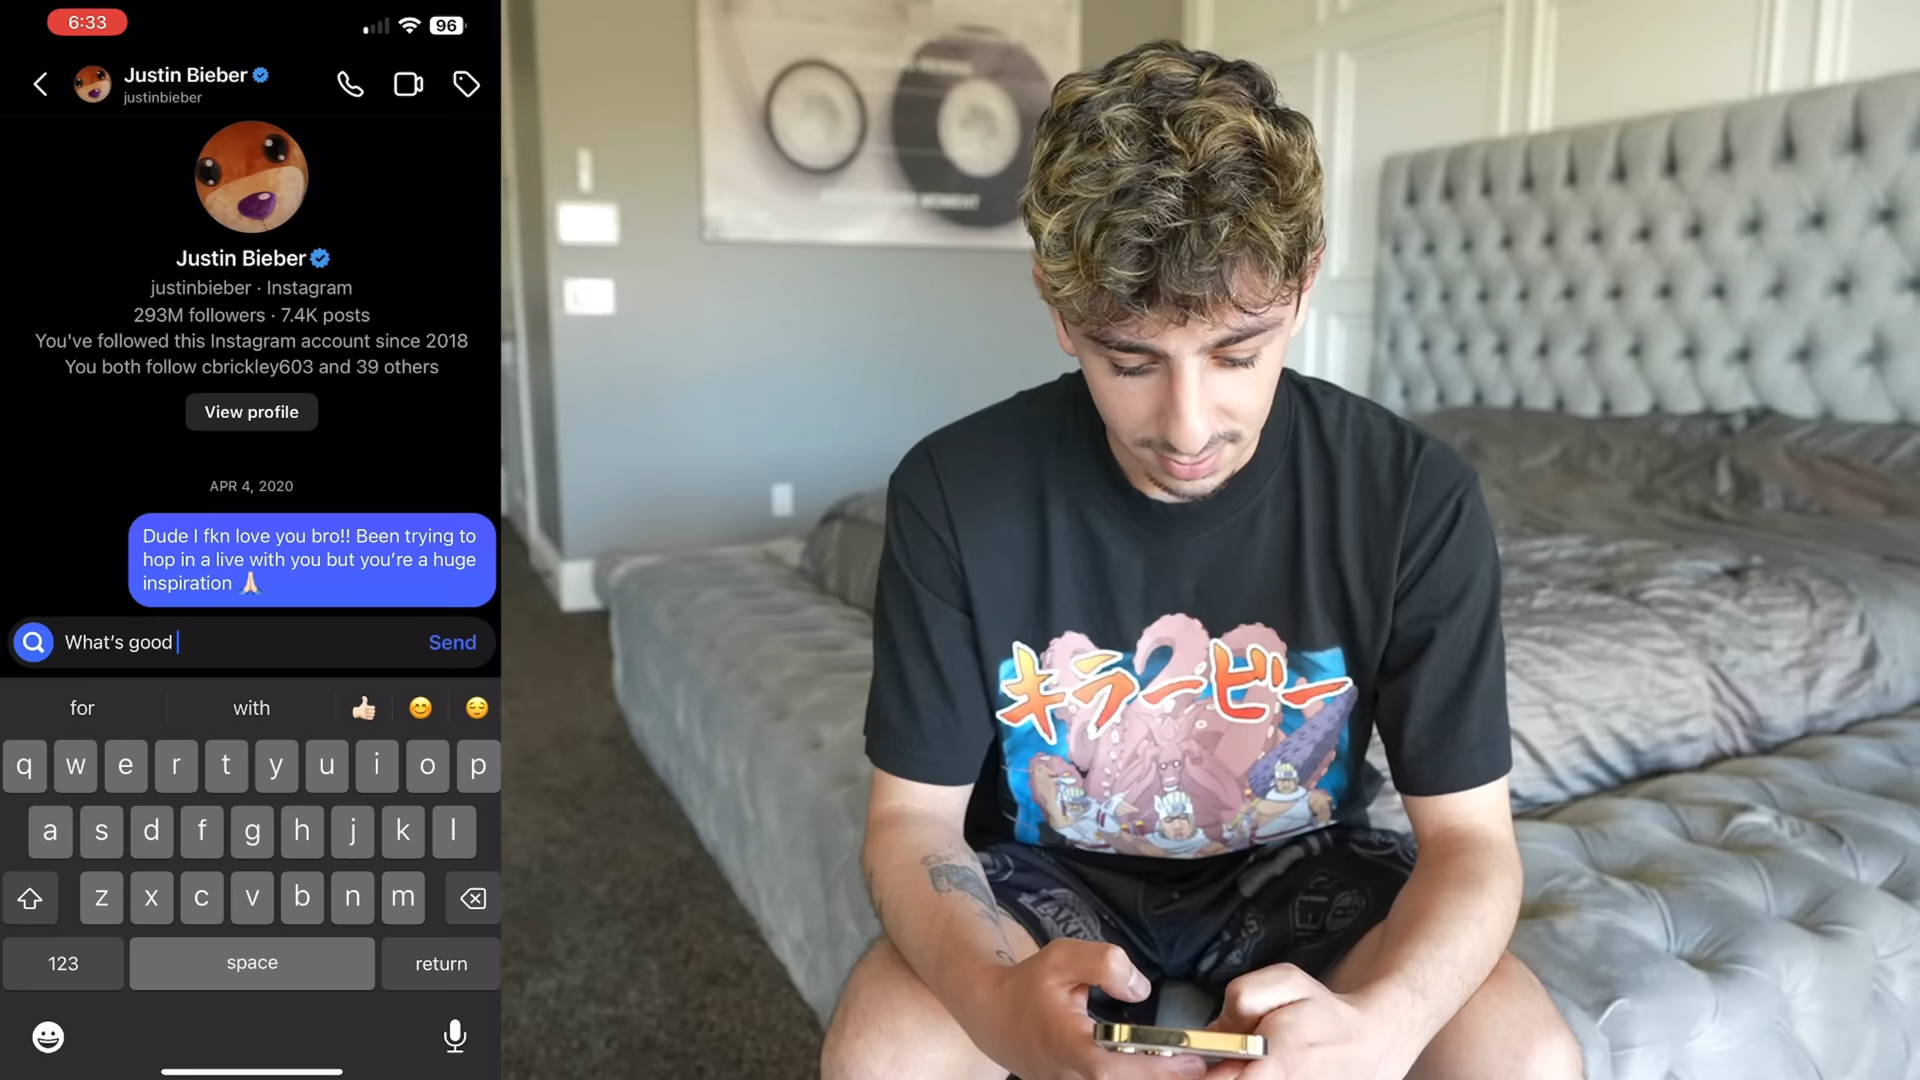 6:33
96
Justin Bieber
justinbieber
Justin Bieber
justinbieber · Instagram
293M followers · 7.4K posts
You've followed this Instagram account since 2018
You both follow cbrickley603 and 39 others
View profile
APR 4, 2020
Dude I fkn love you bro!! Been trying to
hop in a live with you but you’re a huge
inspiration 🙏🏻
What’s good
Send
for with 👍🏻 😊 😌
q w e r t y u i o p
a s d f g h j k l
z x c v b n m
123 space return
MOMENT
キラービー
LAKERS